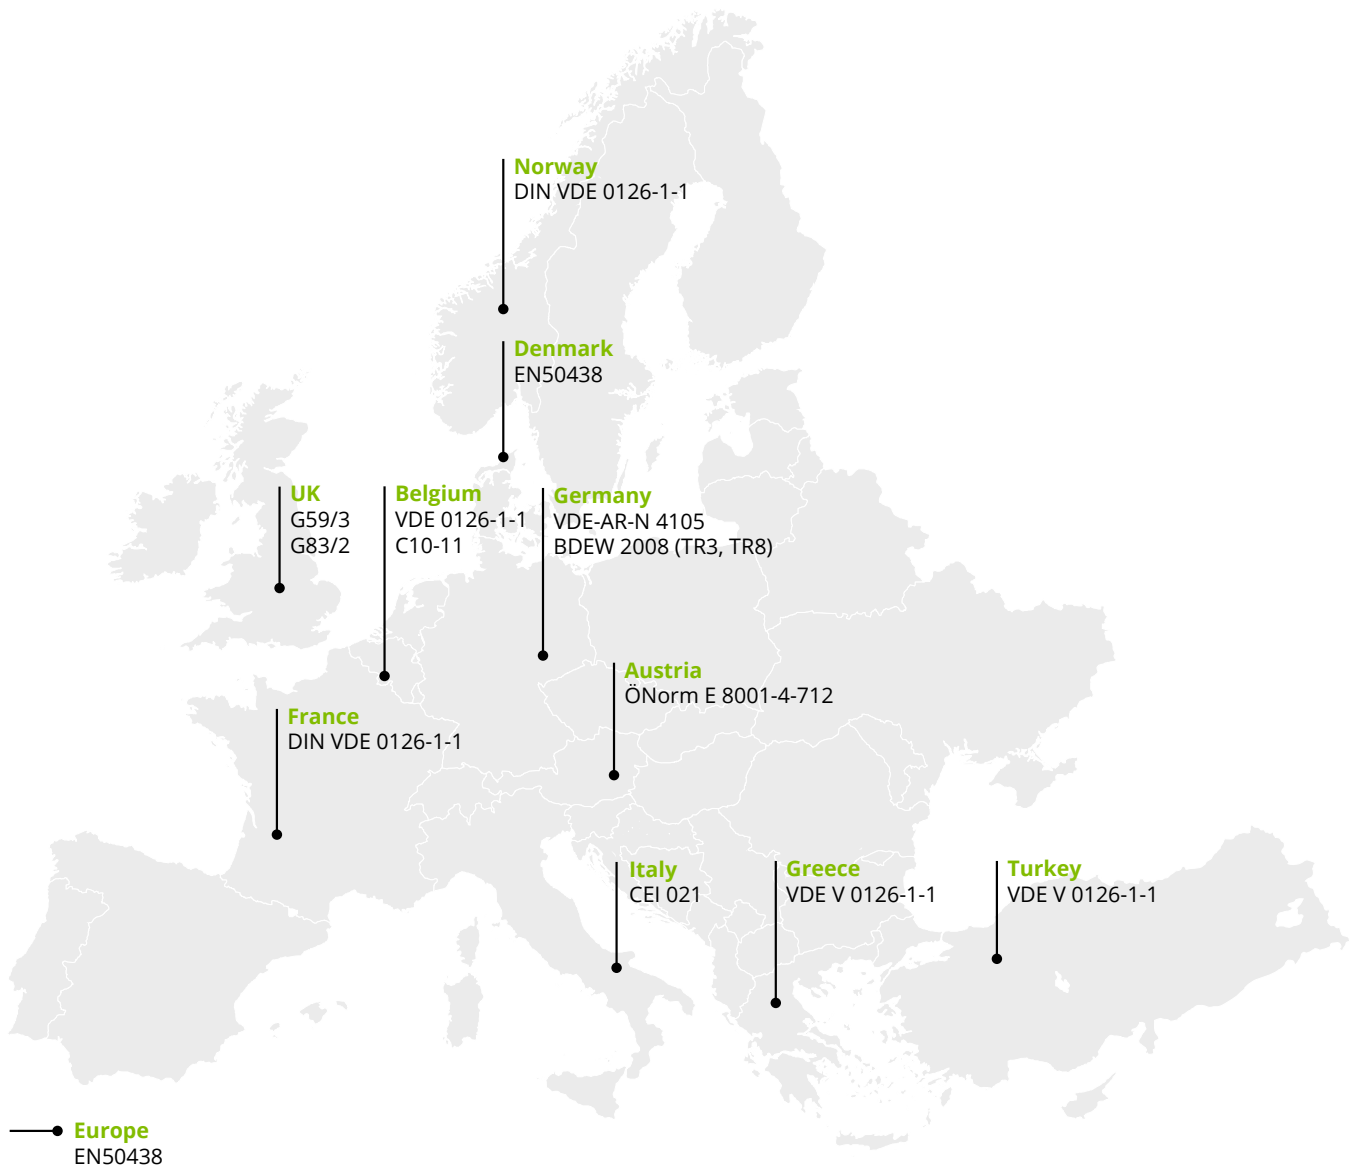 Norway
DIN VDE 0126-1-1
Denmark
EN50438
UK
G59/3
G83/2
Belgium
VDE 0126-1-1
C10-11
Germany
VDE-AR-N 4105
BDEW 2008 (TR3, TR8)
Austria
ÖNorm E 8001-4-712
France
DIN VDE 0126-1-1
Italy
CEI 021
Greece
VDE V 0126-1-1
Turkey
VDE V 0126-1-1
Europe
EN50438